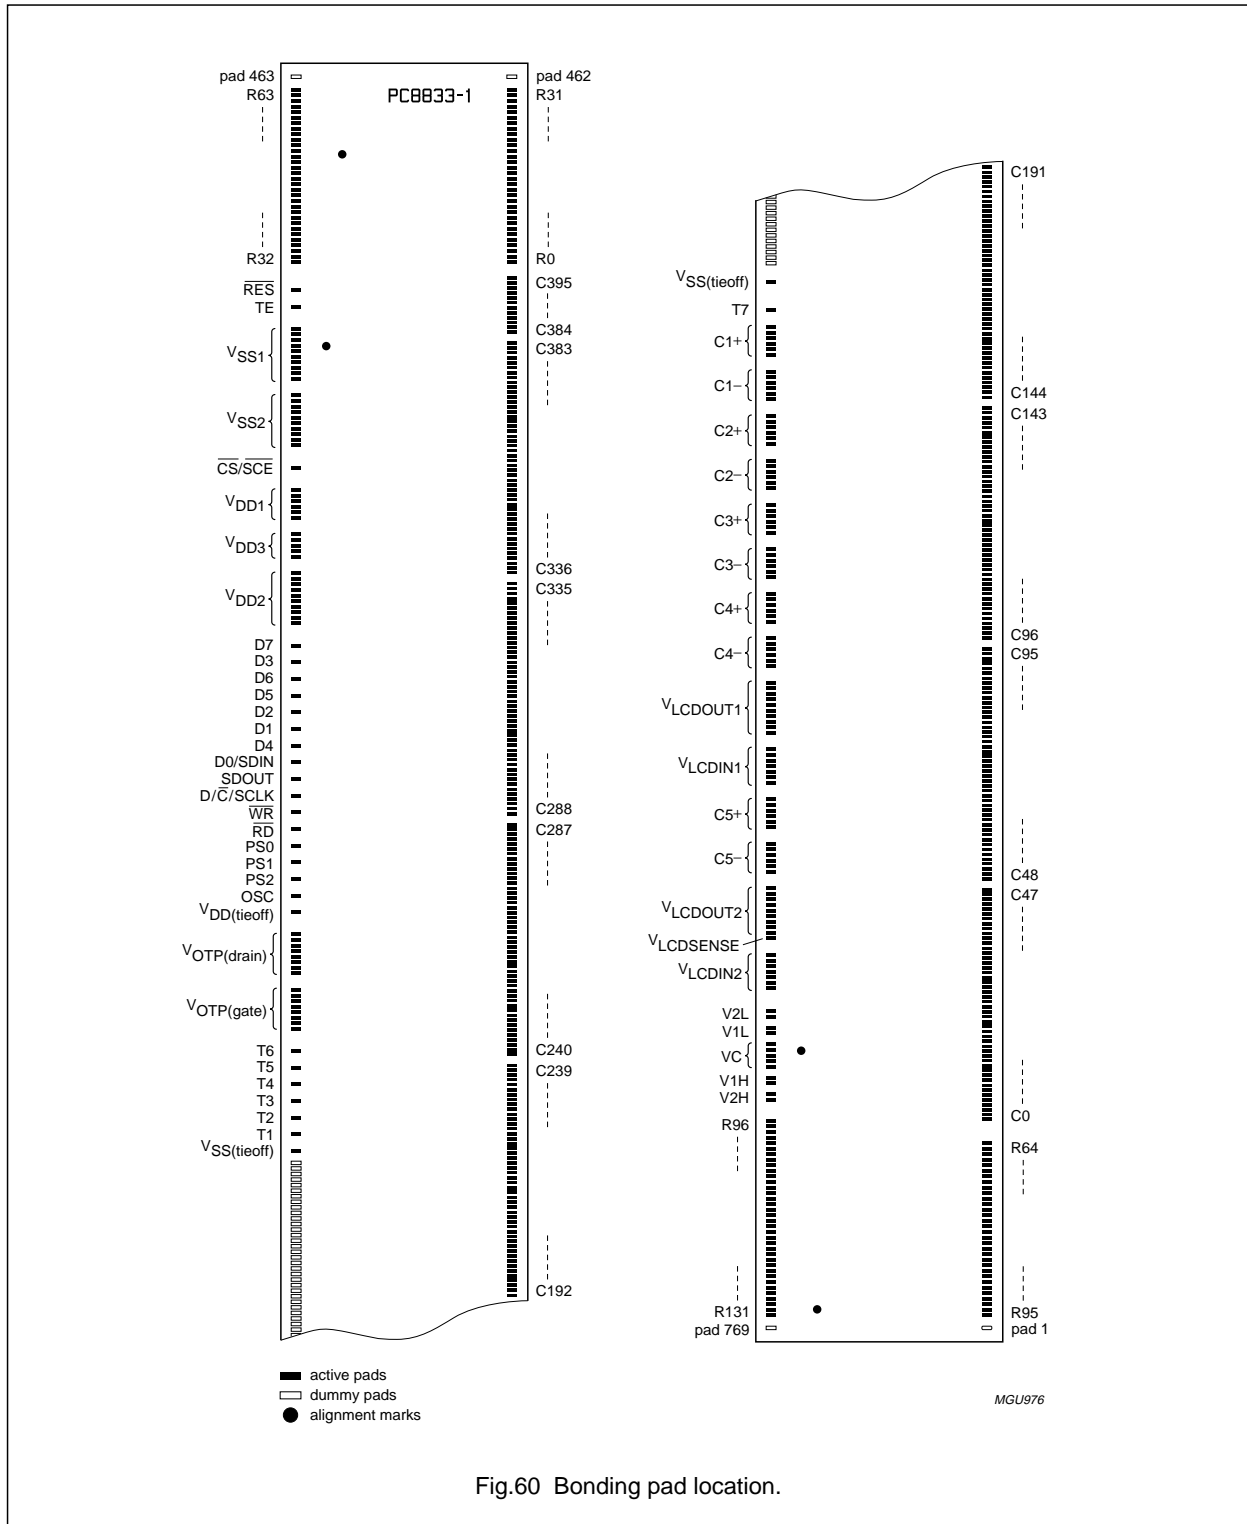 pad 463
R63
R32
RES
TE
VSS1
VSS2
CS/SCE
VDD1
VDD3
VDD2
D7
D3
D6
D5
D2
D1
D4
D0/SDIN
SDOUT
D/C/SCLK
WR
RD
PS0
PS1
PS2
OSC
VDD(tieoff)
VOTP(drain)
VOTP(gate)
T6
T5
T4
T3
T2
T1
VSS(tieoff)
PC8833-1
pad 462
R31
R0
C395
C384
C383
C336
C335
C288
C287
C240
C239
C192
VSS(tieoff)
T7
C1+
C1−
C2+
C2−
C3+
C3−
C4+
C4−
VLCDOUT1
VLCDIN1
C5+
C5−
VLCDOUT2
VLCDSENSE
VLCDIN2
V2L
V1L
VC
V1H
V2H
R96
R131
pad 769
C191
C144
C143
C96
C95
C48
C47
C0
R64
R95
pad 1
active pads
dummy pads
alignment marks
MGU976
Fig.60 Bonding pad location.